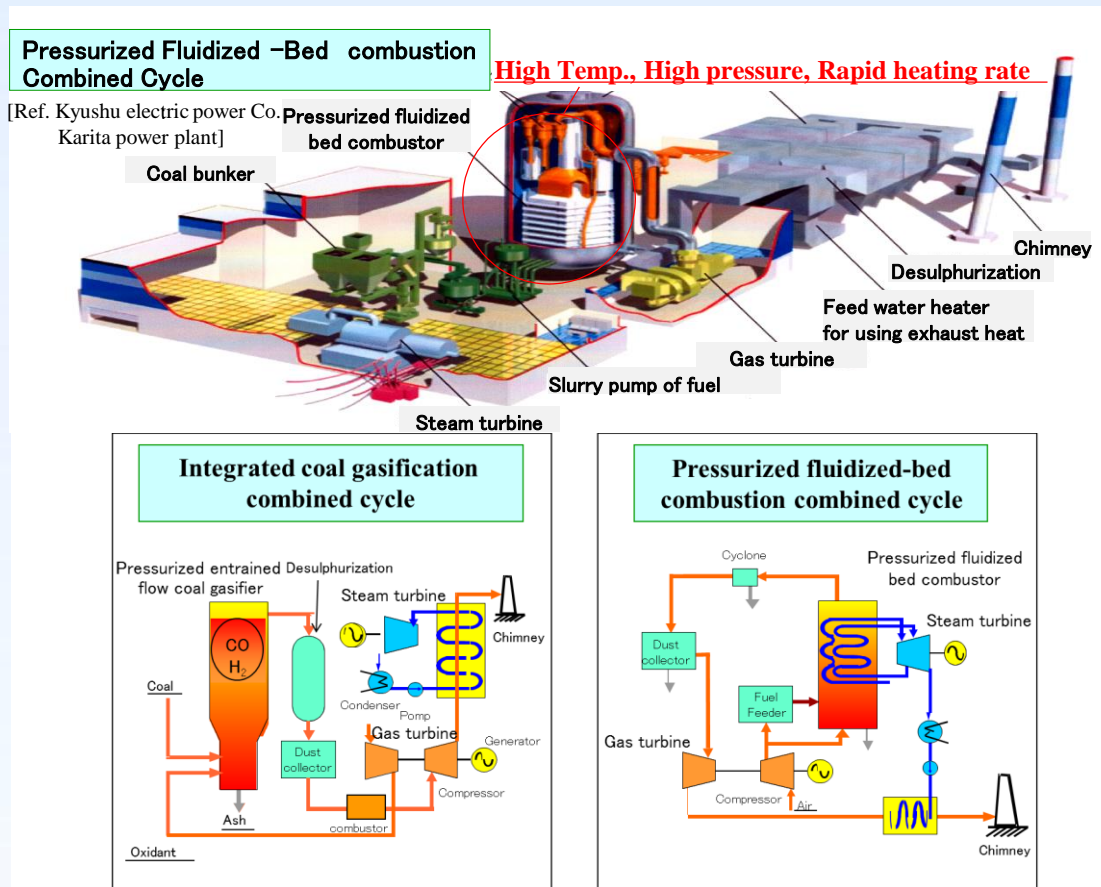 Pressurized Fluidized -Bed combustion
Combined Cycle
High Temp., High pressure, Rapid heating rate
[Ref. Kyushu electric power Co.
Karita power plant]
Pressurized fluidized
bed combustor
Coal bunker
Chimney
Desulphurization
Feed water heater
for using exhaust heat
Gas turbine
Slurry pump of fuel
Steam turbine
Integrated coal gasification
combined cycle
Pressurized entrained
flow coal gasifier
Desulphurization
Steam turbine
Chimney
CO
H2
Coal
Condenser
Pomp
Gas turbine
Generator
Dust
collector
Compressor
combustor
Ash
Oxidant
Pressurized fluidized-bed
combustion combined cycle
Cyclone
Pressurized fluidized
bed combustor
Steam turbine
Dust
collector
Fuel
Feeder
Gas turbine
Compressor
Air
Chimney